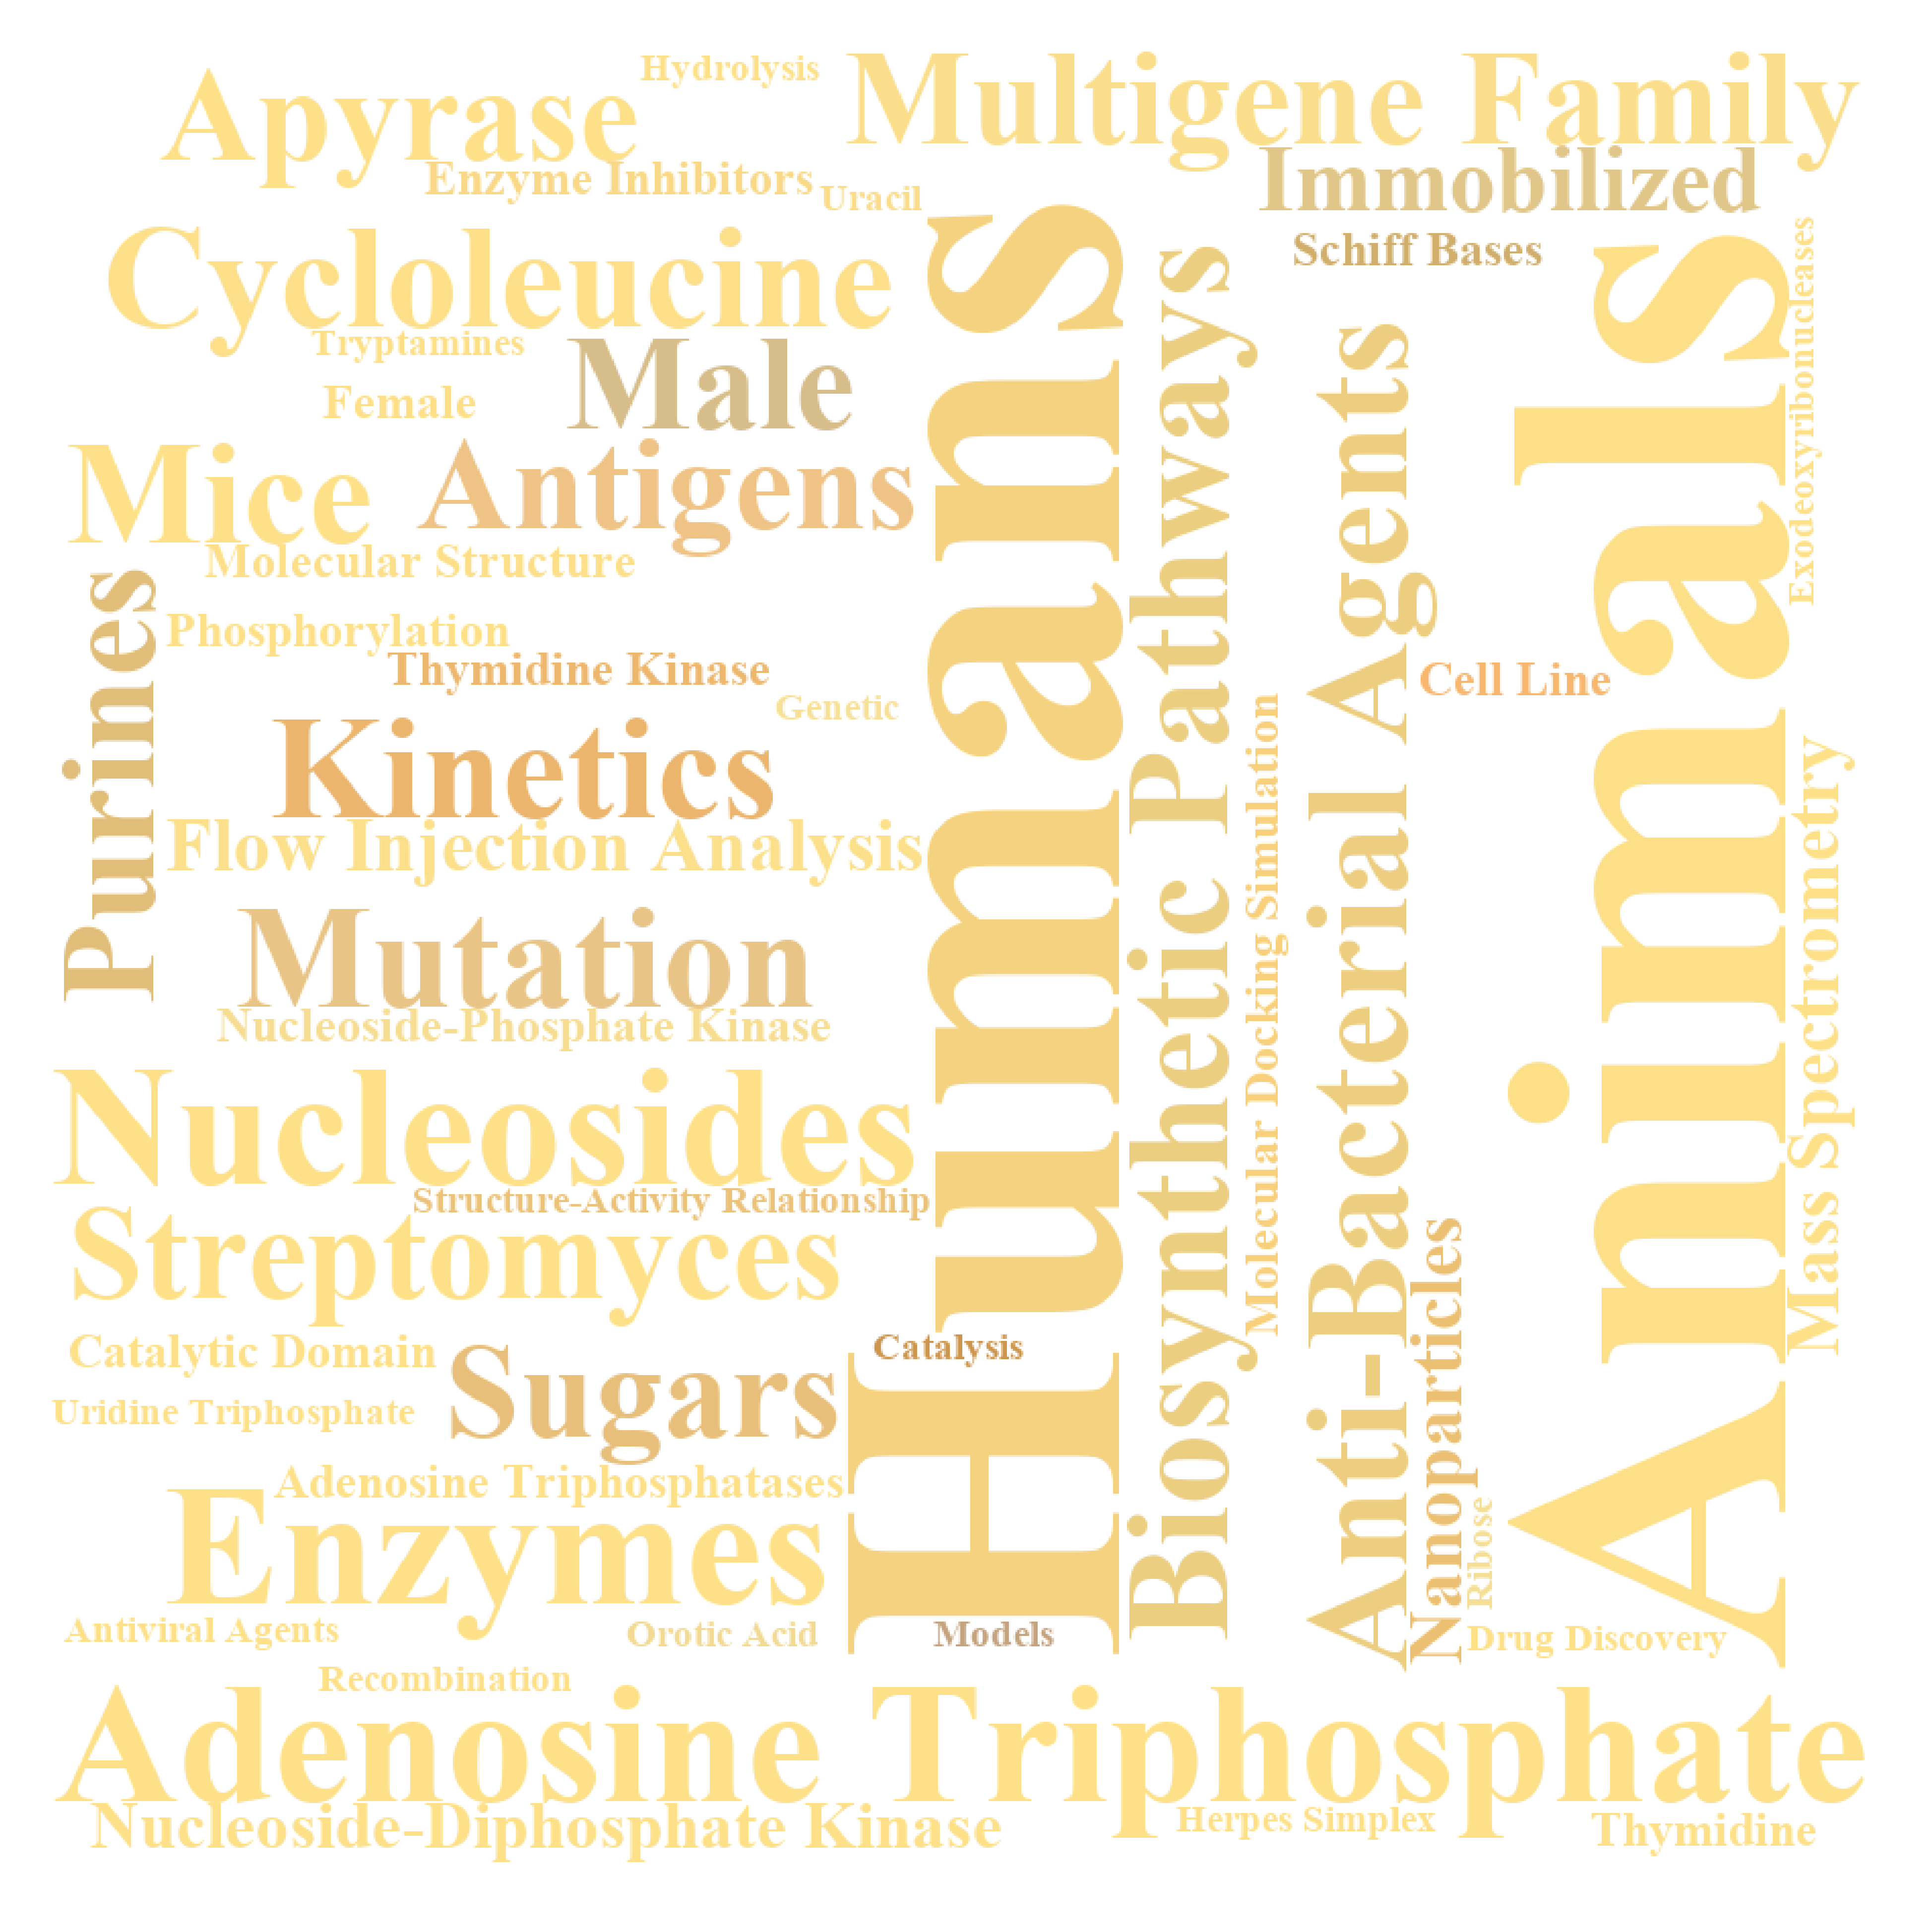 Hydrolysis
Apyrase
Multigene Family
Enzyme Inhibitors
Uracil
Immobilized
Schiff Bases
Cycloleucine
Tryptamines
Male
Female
Mice
Antigens
Molecular Structure
Purines
Phosphorylation
Thymidine Kinase
Genetic
Kinetics
Flow Injection Analysis
Mutation
Nucleoside-Phosphate Kinase
Nucleosides
Structure-Activity Relationship
Streptomyces
Catalytic Domain
Uridine Triphosphate
Sugars
Catalysis
Humans
Biosynthetic Pathways
Molecular Docking Simulation
Anti-Bacterial Agents
Cell Line
Nanoparticles
Ribose
Animals
Exodeoxyribonucleases
Mass Spectrometry
Adenosine Triphosphatases
Enzymes
Antiviral Agents
Orotic Acid
Models
Drug Discovery
Recombination
Adenosine Triphosphate
Nucleoside-Diphosphate Kinase
Herpes Simplex
Thymidine